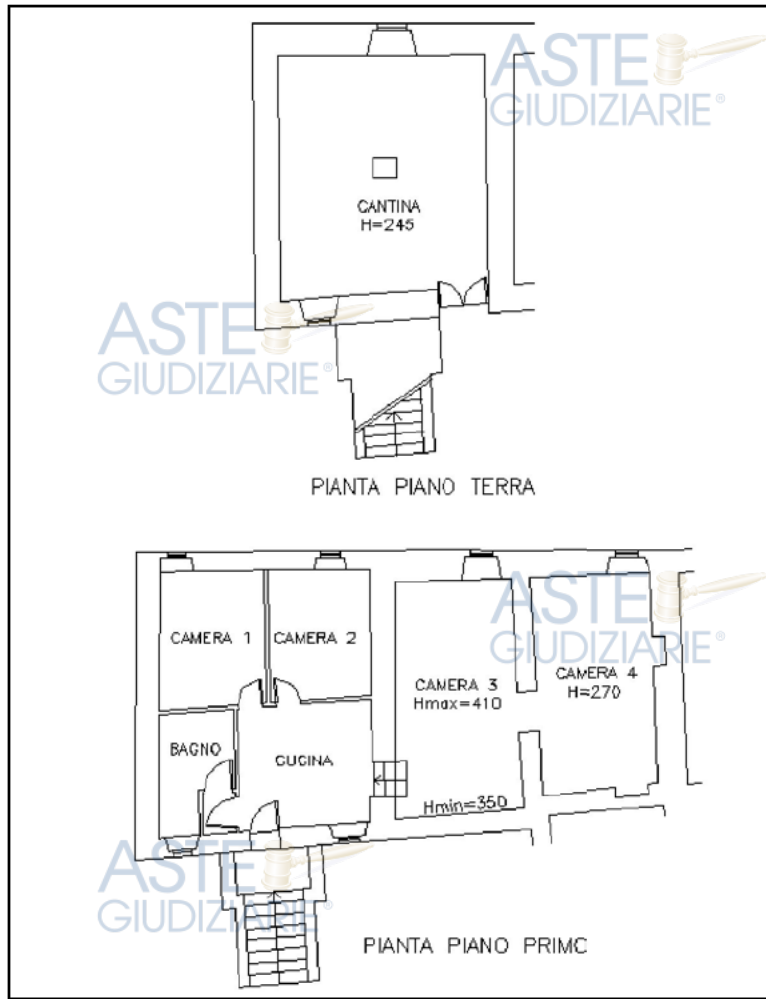 ASTE
GIUDIZIARIE®
CANTINA
H=245
ASTE
GIUDIZIARIE®
PIANTA PIANO TERRA
ASTE
GIUDIZIARIE®
CAMERA 1
CAMERA 2
CAMERA 3
Hmax=410
CAMERA 4
H=270
BAGNO
CUCINA
Hmin=350
ASTE
GIUDIZIARIE®
PIANTA PIANO PRIMC